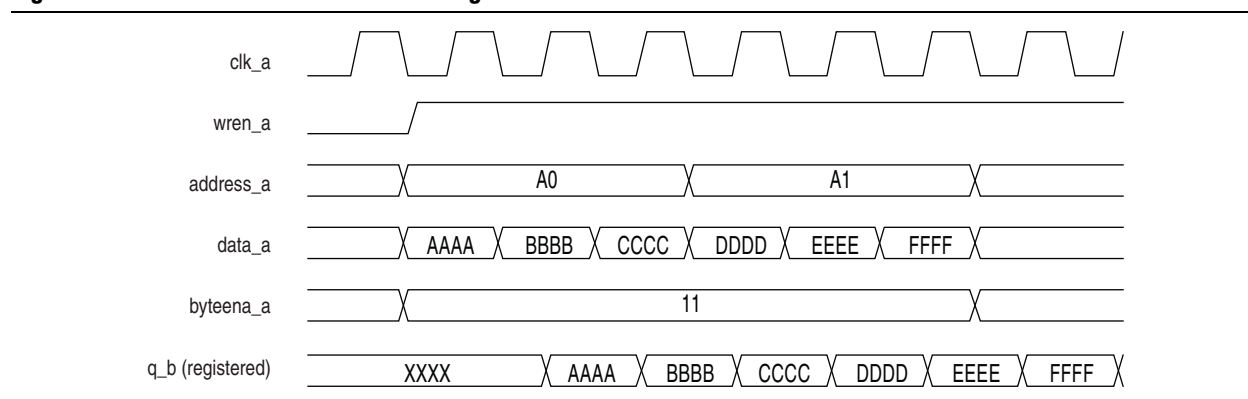 clk_a
wren_a
address_a A0 A1
data_a AAAA BBBB CCCC DDDD EEEE FFFF
byteena_a 11
q_b (registered) XXXX AAAA BBBB CCCC DDDD EEEE FFFF